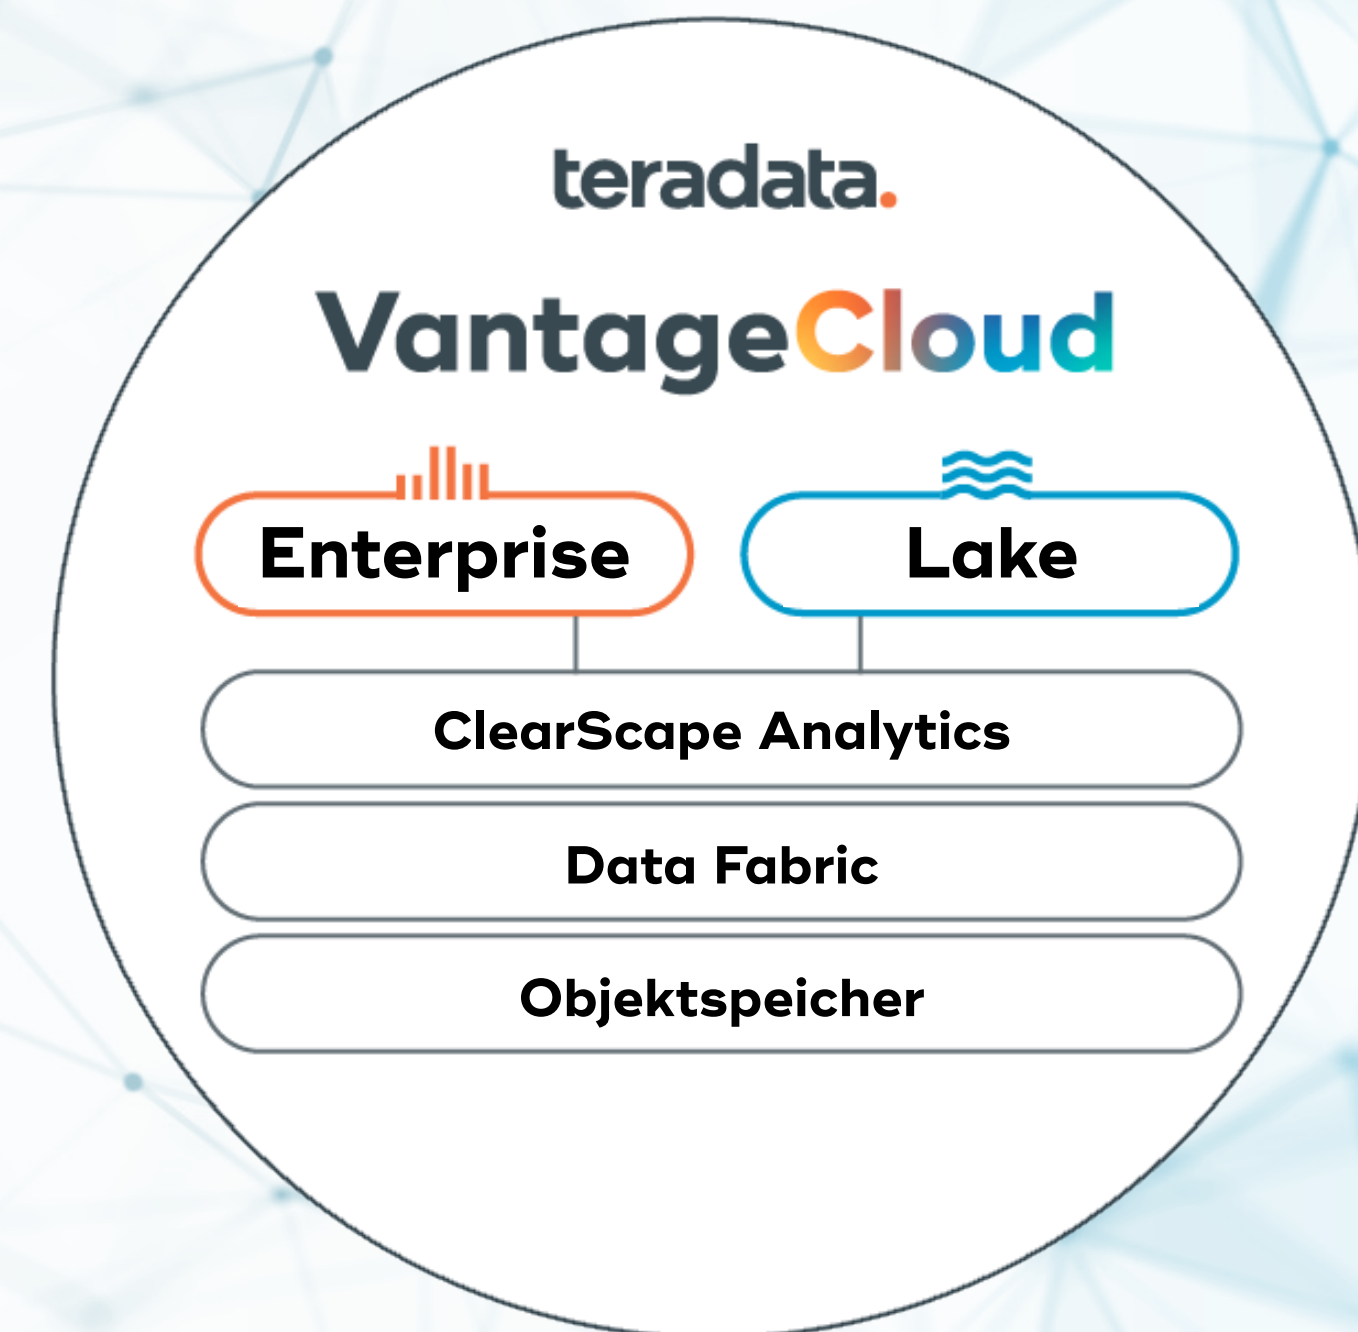 teradata.
VantageCloud
Enterprise
Lake
ClearScape Analytics
Data Fabric
Objektspeicher